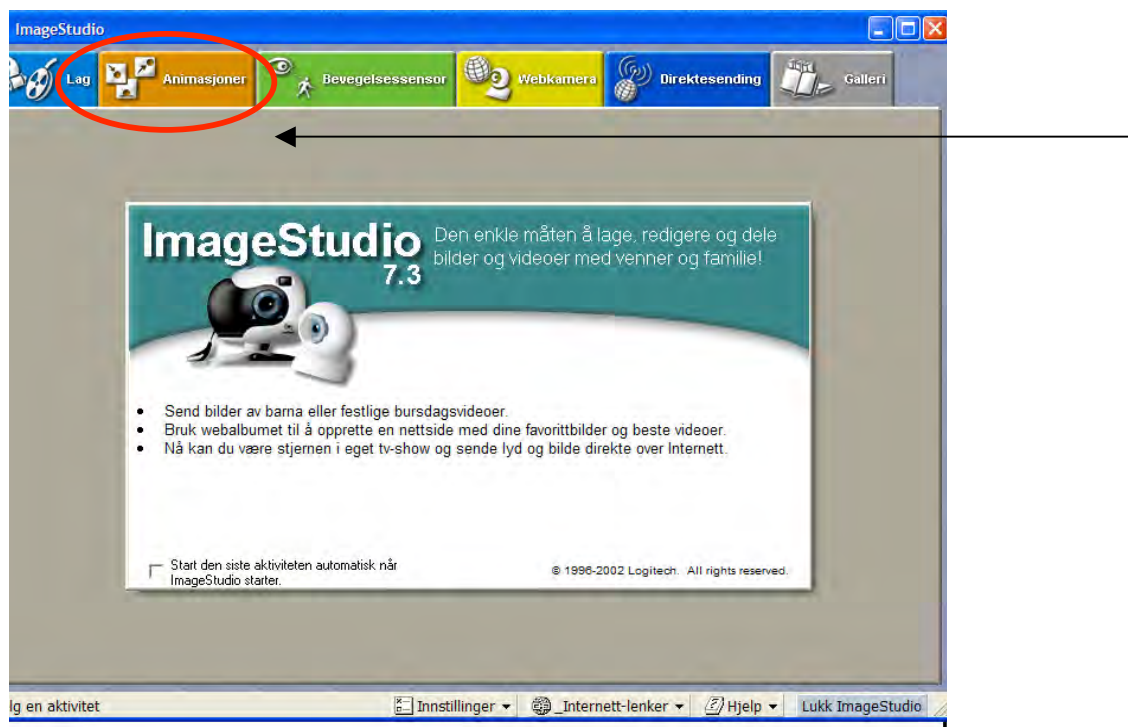 ImageStudio
Lag
Animasjoner
Bevegelsessensor
Webkamera
Direktesending
Galleri
ImageStudio
7.3
Den enkle måten å lage, redigere og dele
bilder og videoer med venner og familie!
Send bilder av barna eller festlige bursdagsvideoer.
Bruk webalbumet til å opprette en nettside med dine favorittbilder og beste videoer.
Nå kan du være stjernen i eget tv-show og sende lyd og bilde direkte over Internett.
Start den siste aktiviteten automatisk når
ImageStudio starter.
© 1996-2002 Logitech. All rights reserved.
lg en aktivitet
Innstillinger
_Internett-lenker
Hjelp
Lukk ImageStudio